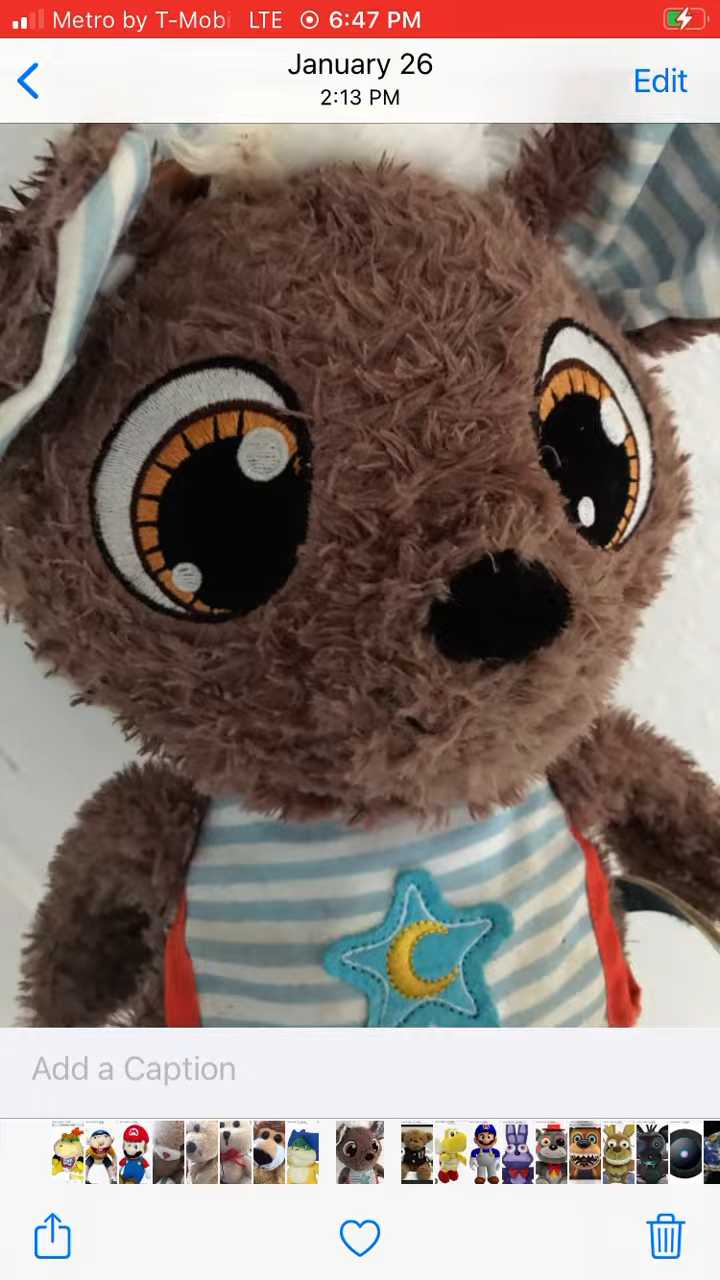 Metro by T-Mobi LTE 6:47 PM
January 26
Edit
2:13 PM
Add a Caption